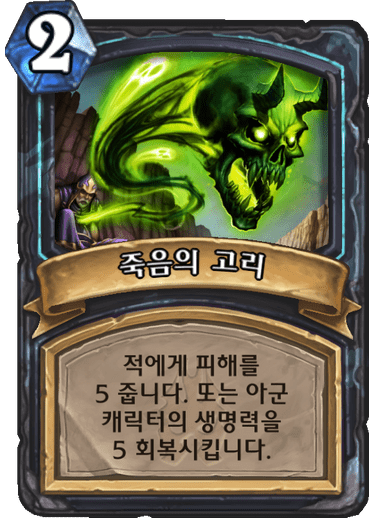 2
죽음의 고리
적에게 피해를
5 줍니다. 또는 아군
캐릭터의 생명력을
5 회복시킵니다.